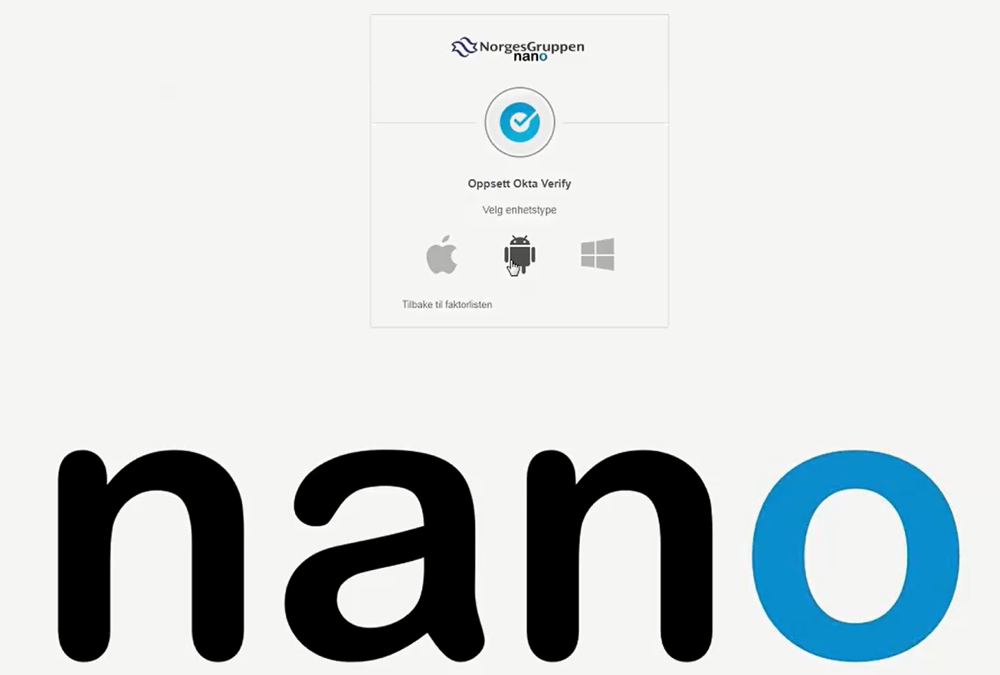 NorgesGruppen
nano
Oppsett Okta Verify
Velg enhetstype
Tilbake til faktorlisten
nano